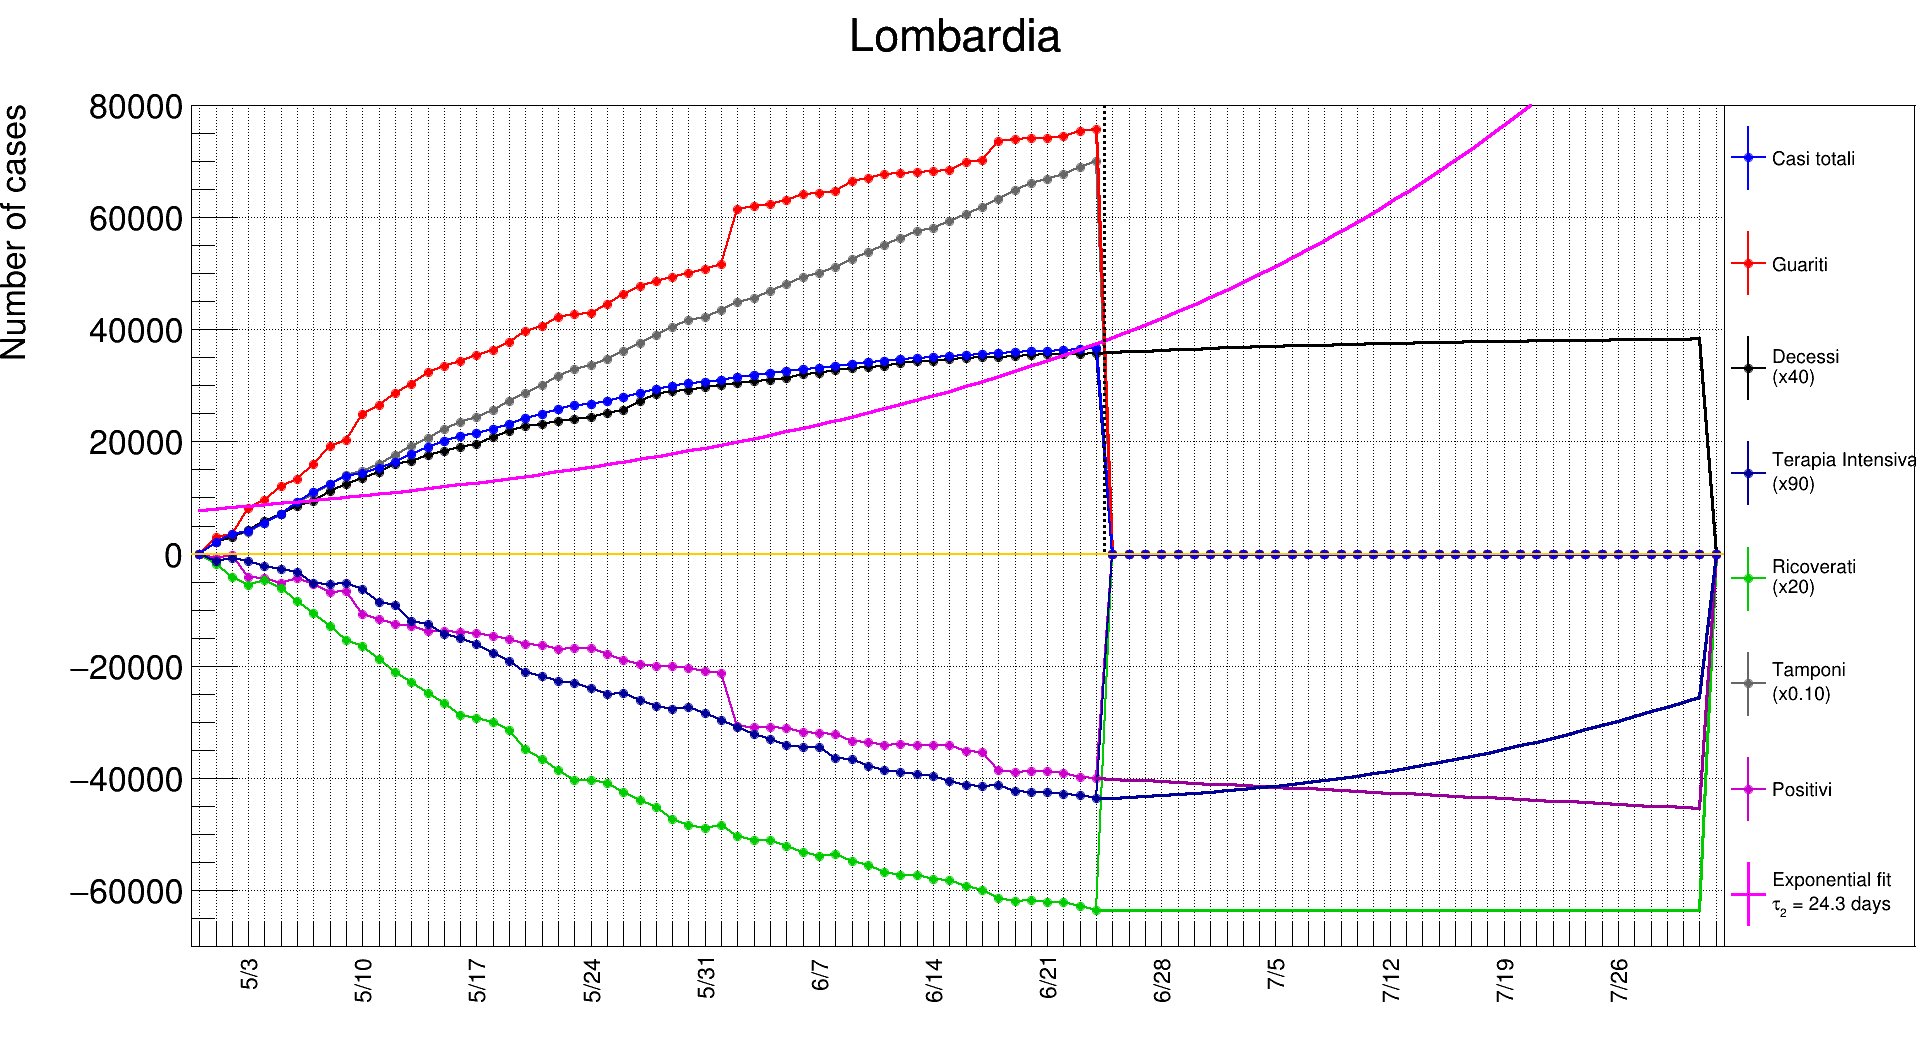 Lombardia
Number of cases
80000
60000
40000
20000
0
−20000
−40000
−60000
5/3
5/10
5/17
5/24
5/31
6/7
6/14
6/21
6/28
7/5
7/12
7/19
7/26
Casi totali
Guariti
Decessi
(x40)
Terapia Intensiva
(x90)
Ricoverati
(x20)
Tamponi
(x0.10)
Positivi
Exponential fit
τ2 = 24.3 days